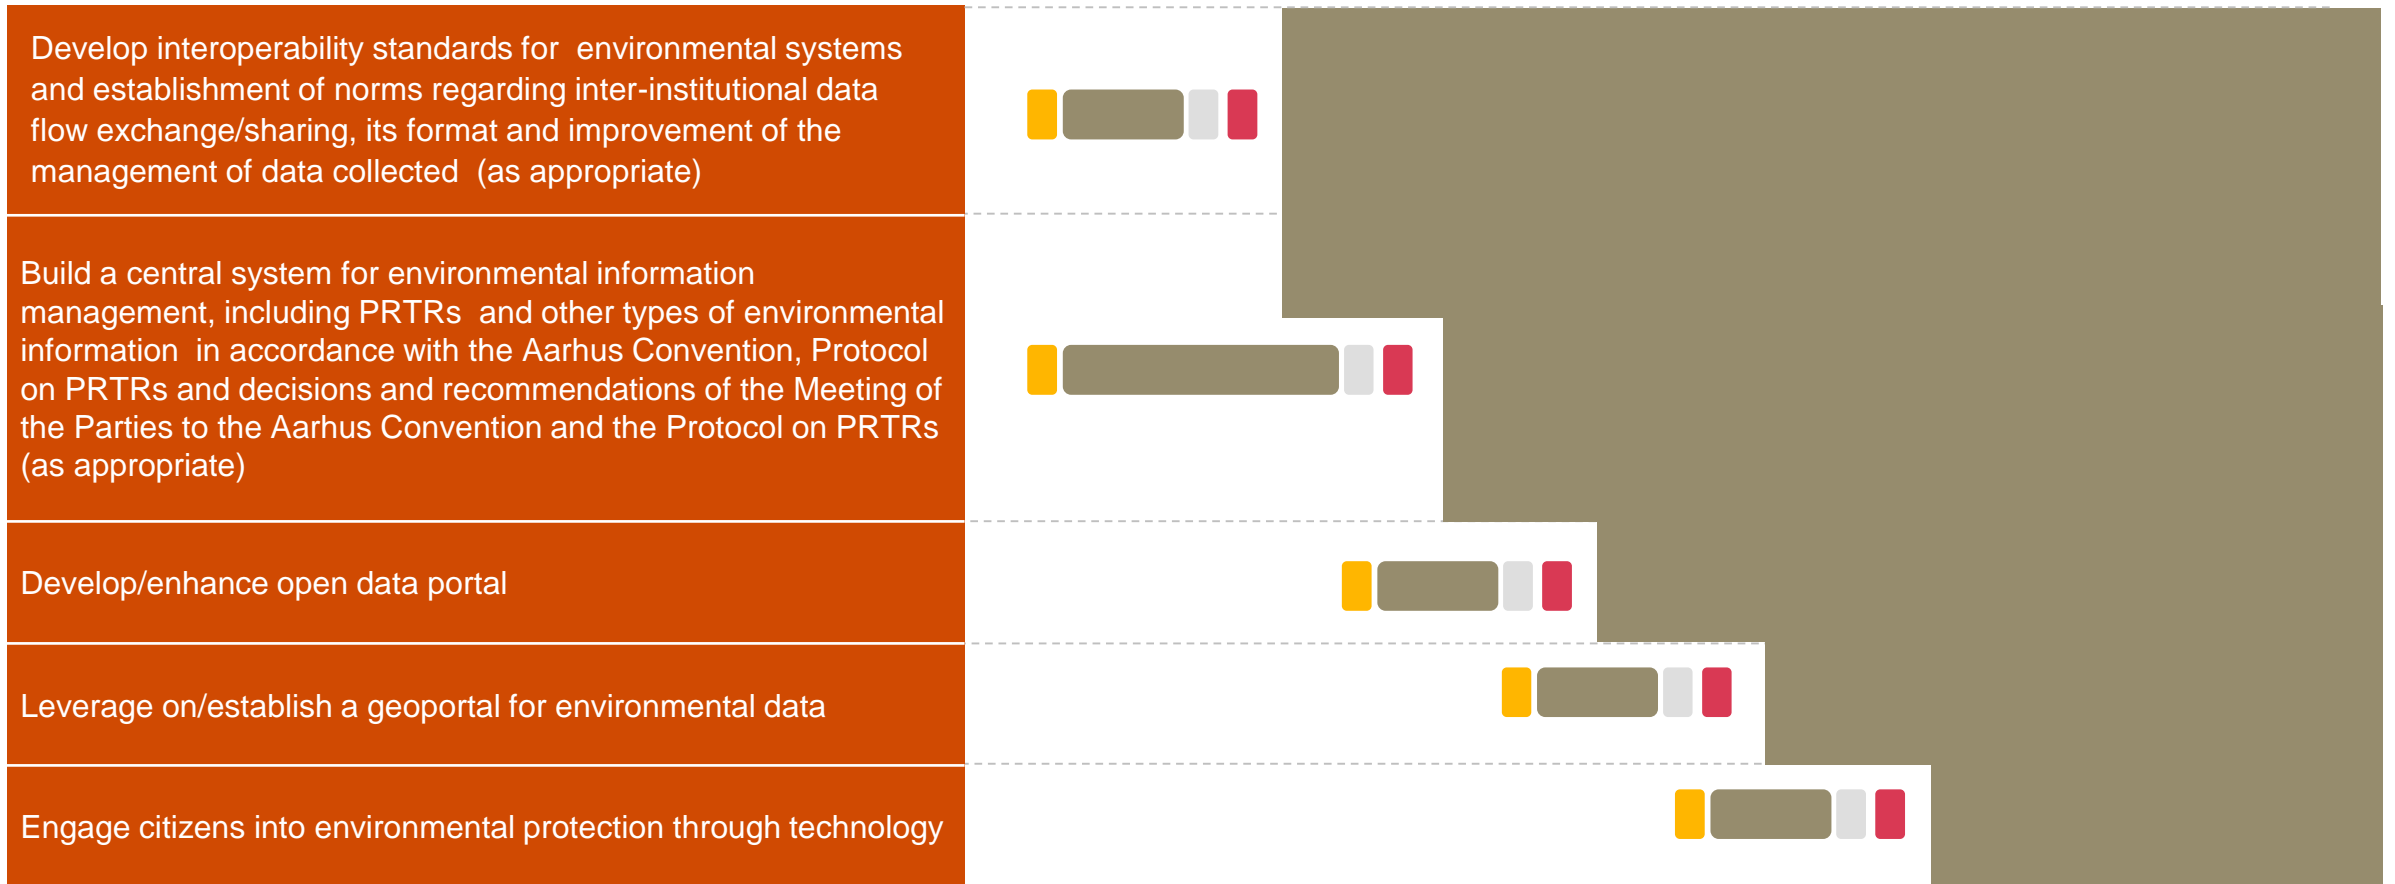 Develop interoperability standards for  environmental systems
and establishment of norms regarding inter-institutional data
flow exchange/sharing, its format and improvement of the
management of data collected  (as appropriate)
Build a central system for environmental information
management, including PRTRs  and other types of environmental
information  in accordance with the Aarhus Convention, Protocol
on PRTRs and decisions and recommendations of the Meeting of
the Parties to the Aarhus Convention and the Protocol on PRTRs
(as appropriate)
Develop/enhance open data portal
Leverage on/establish a geoportal for environmental data
Engage citizens into environmental protection through technology